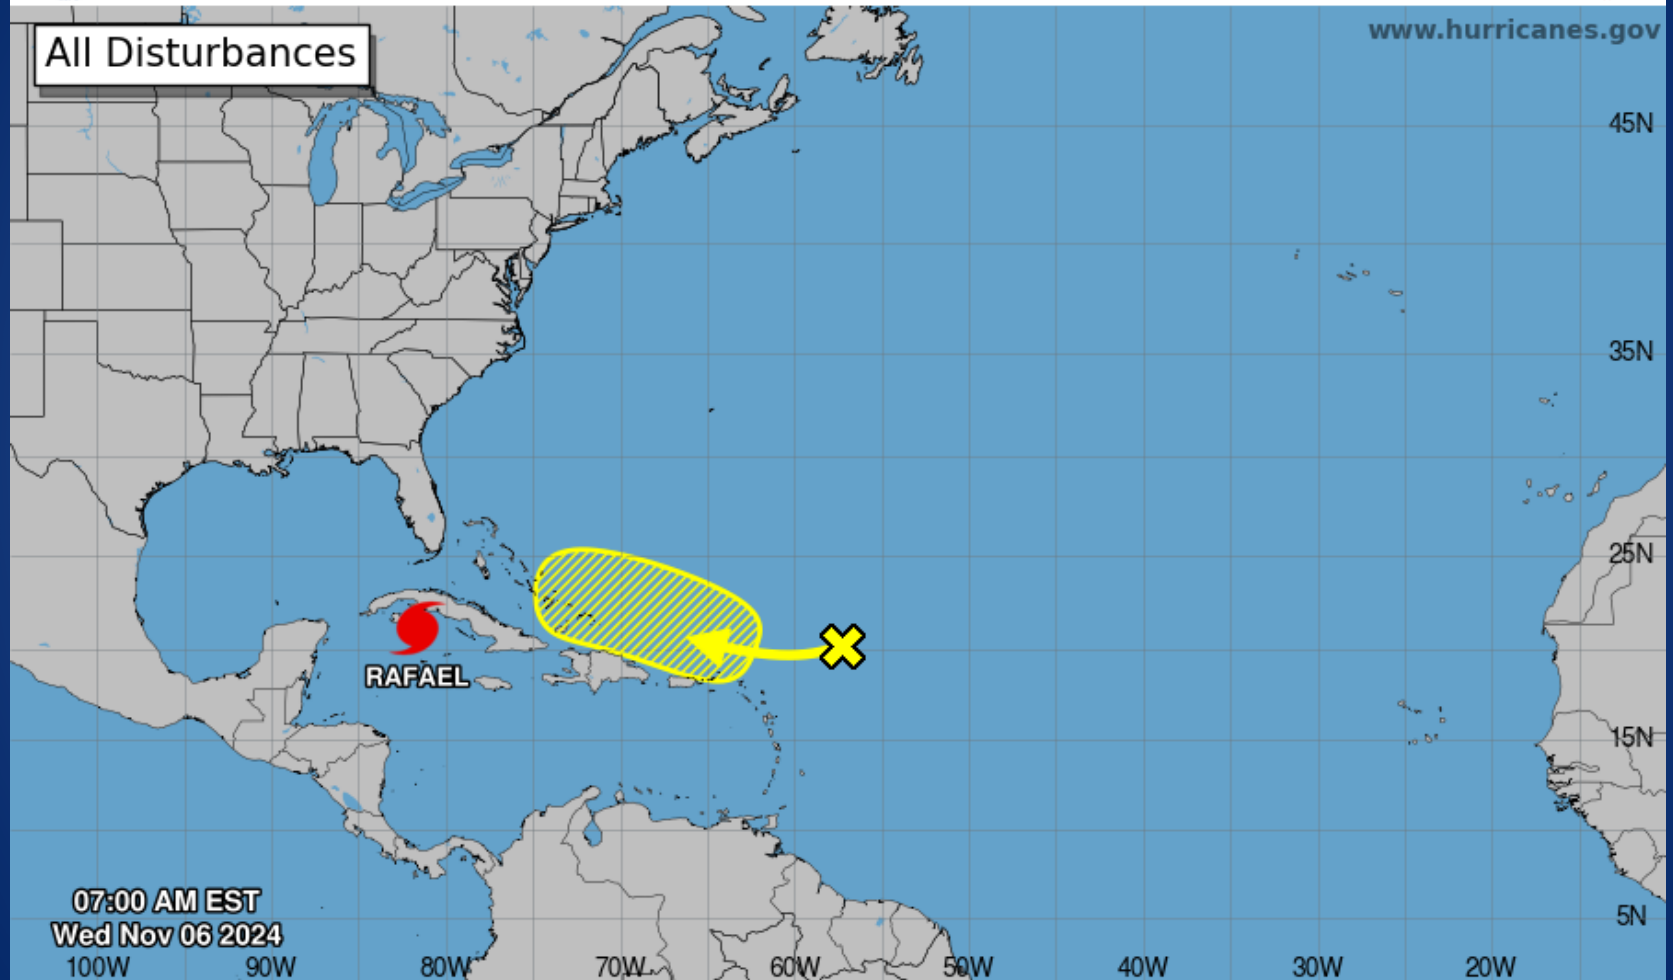 All Disturbances
www.hurricanes.gov
45N
35N
25N
RAFAEL
15N
07:00 AM EST
Wed Nov 06 2024
5N
100W 90W 80W 70W 60W 50W 40W 30W 20W